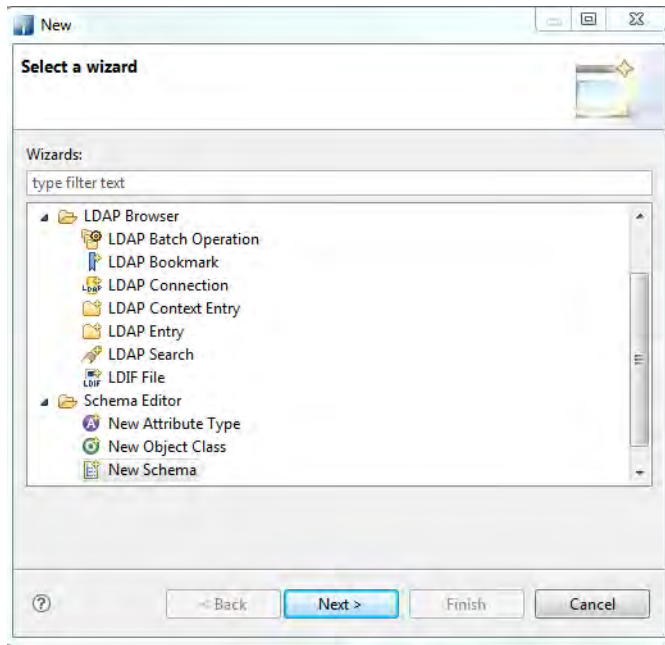 New
Select a wizard
Wizards:
type filter text
LDAP Browser
LDAP Batch Operation
LDAP Bookmark
LDAP Connection
LDAP Context Entry
LDAP Entry
LDAP Search
LDIF File
Schema Editor
New Attribute Type
New Object Class
New Schema
< Back Next > Finish Cancel